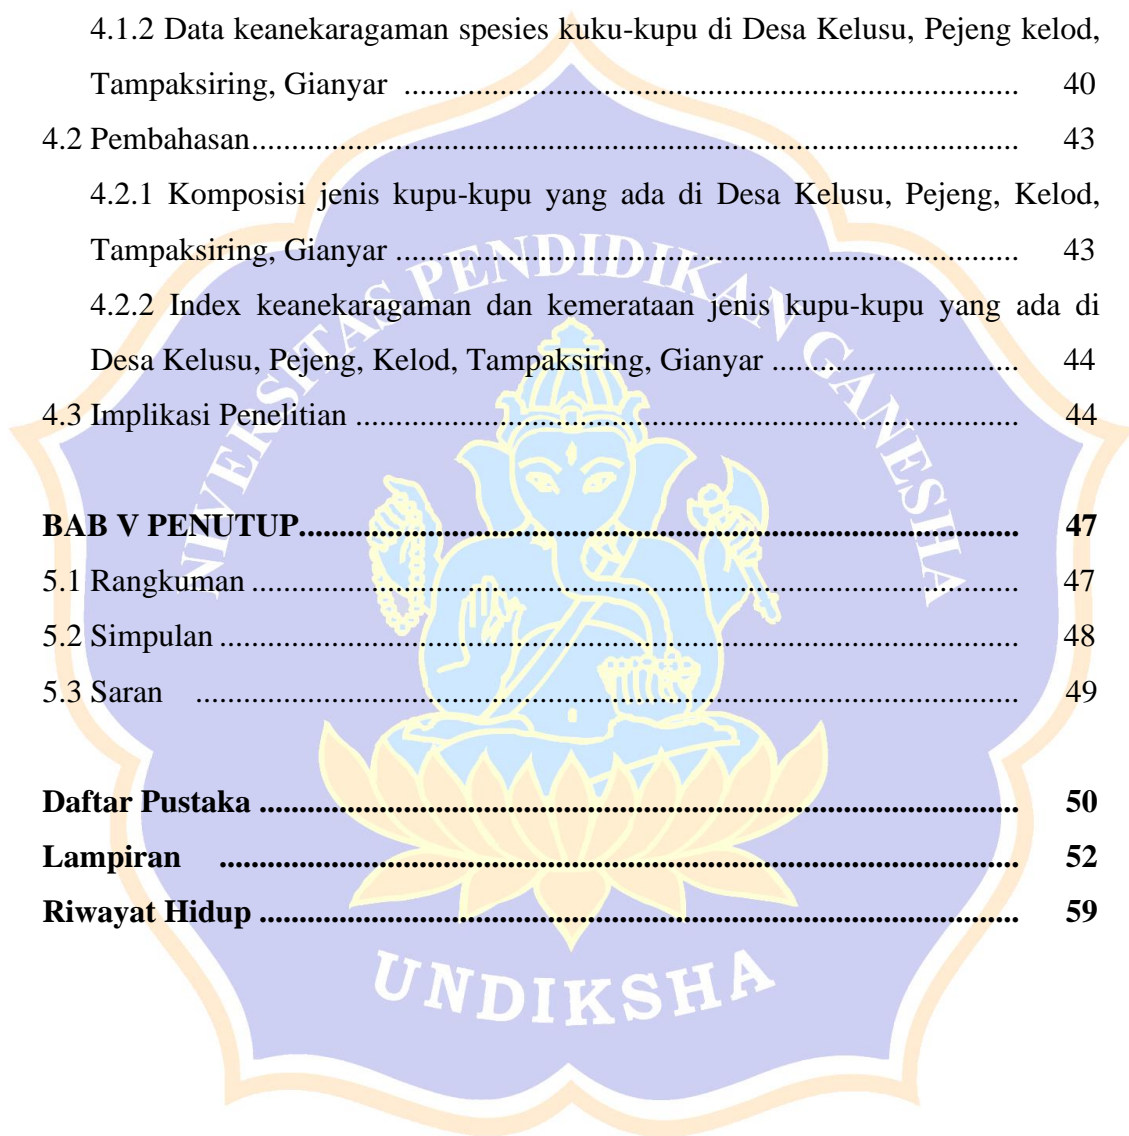 4.1.2 Data keanekaragaman spesies kuku-kupu di Desa Kelusu, Pejeng kelod,
Tampaksiring, Gianyar ............................................................................. 40
4.2 Pembahasan................................................................................................ 43
4.2.1 Komposisi jenis kupu-kupu yang ada di Desa Kelusu, Pejeng, Kelod,
Tampaksiring, Gianyar .............................................................................. 43
4.2.2 Index keanekaragaman dan kemerataan jenis kupu-kupu yang ada di
Desa Kelusu, Pejeng, Kelod, Tampaksiring, Gianyar ............................... 44
4.3 Implikasi Penelitian ................................................................................... 44
BAB V PENUTUP.......................................................................................... 47
5.1 Rangkuman ................................................................................................ 47
5.2 Simpulan .................................................................................................... 48
5.3 Saran ....................................................................................................... 49
Daftar Pustaka ............................................................................................... 50
Lampiran .................................................................................................... 52
Riwayat Hidup ............................................................................................... 59
UNIVERSITAS PENDIDIKAN GANESHA
UNDIKSHA